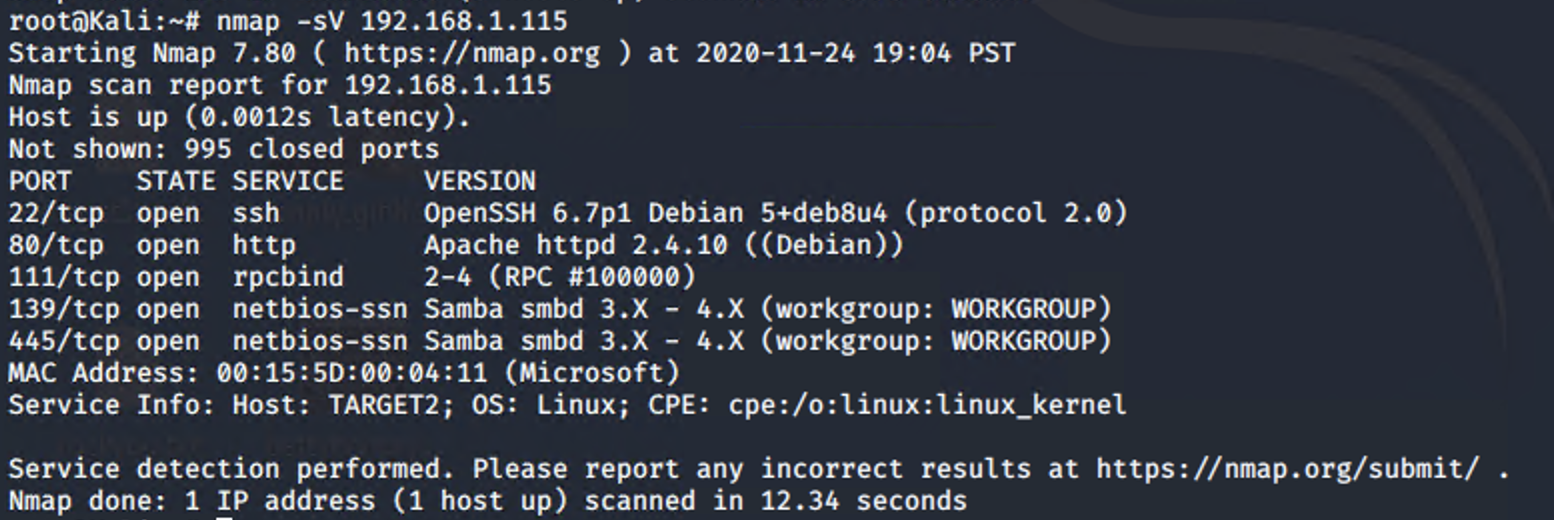 root@Kali:~# nmap -sV 192.168.1.115
Starting Nmap 7.80 ( https://nmap.org ) at 2020-11-24 19:04 PST
Nmap scan report for 192.168.1.115
Host is up (0.0012s latency).
Not shown: 995 closed ports
PORT    STATE SERVICE     VERSION
22/tcp  open  ssh         OpenSSH 6.7p1 Debian 5+deb8u4 (protocol 2.0)
80/tcp  open  http        Apache httpd 2.4.10 ((Debian))
111/tcp open  rpcbind     2-4 (RPC #100000)
139/tcp open  netbios-ssn Samba smbd 3.X - 4.X (workgroup: WORKGROUP)
445/tcp open  netbios-ssn Samba smbd 3.X - 4.X (workgroup: WORKGROUP)
MAC Address: 00:15:5D:00:04:11 (Microsoft)
Service Info: Host: TARGET2; OS: Linux; CPE: cpe:/o:linux:linux_kernel
Service detection performed. Please report any incorrect results at https://nmap.org/submit/ .
Nmap done: 1 IP address (1 host up) scanned in 12.34 seconds